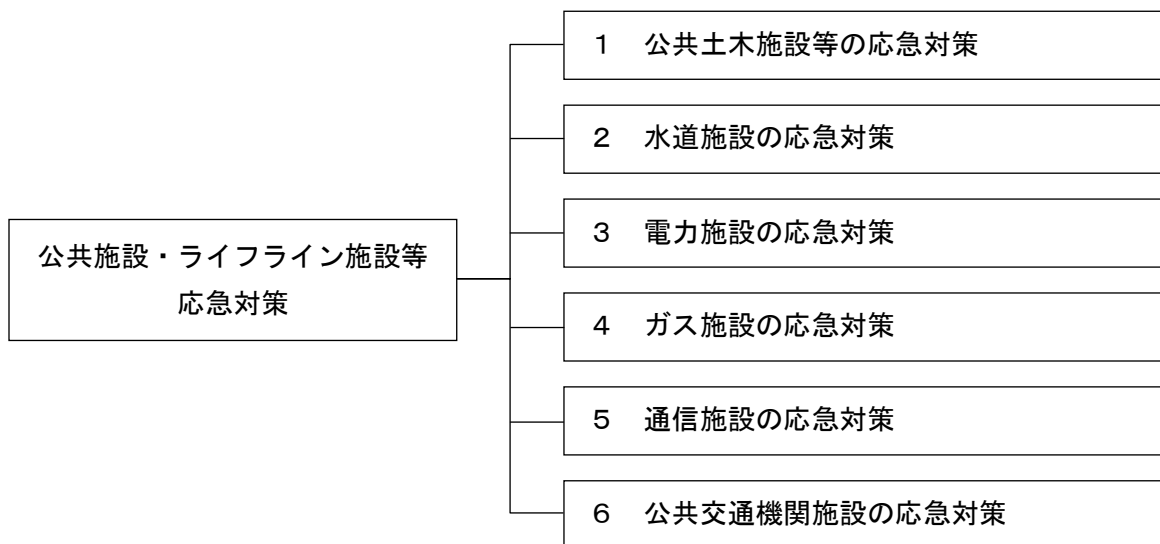 1 公共土木施設等の応急対策
2 水道施設の応急対策
3 電力施設の応急対策
公共施設・ライフライン施設等
応急対策
4 ガス施設の応急対策
5 通信施設の応急対策
6 公共交通機関施設の応急対策